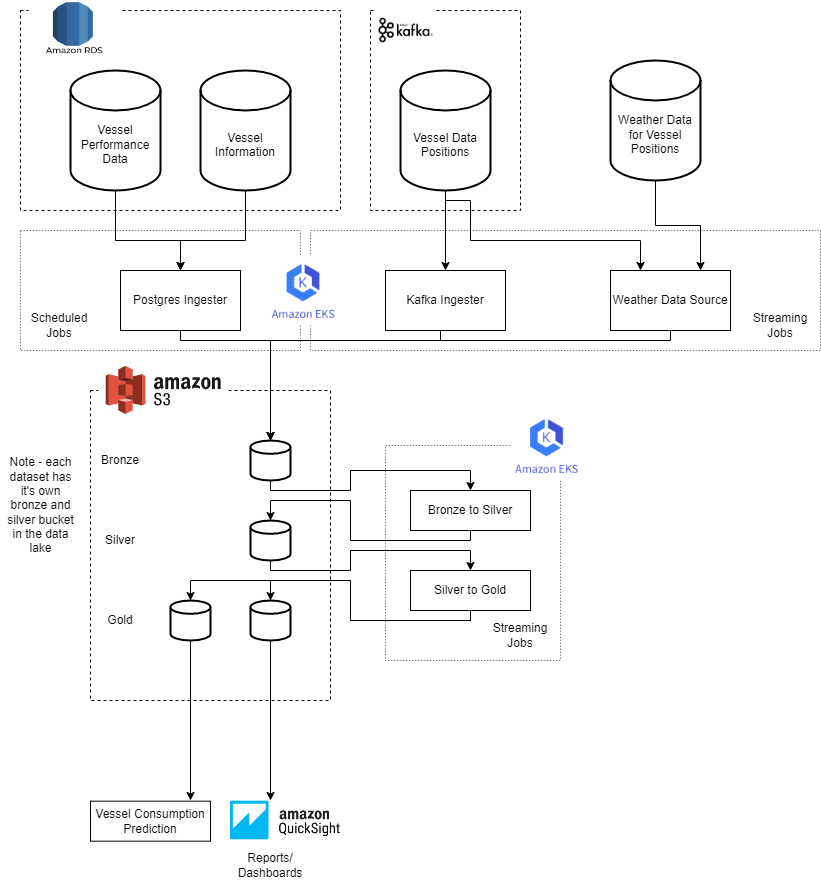 Amazon RDS
kafka
Vessel
Performance
Data
Vessel
Information
Vessel Data
Positions
Weather Data
for Vessel
Positions
Scheduled
Jobs
Postgres Ingester
K
Amazon EKS
Kafka Ingester
Weather Data Source
Streaming
Jobs
amazon
S3
Note - each
dataset has
it's own
bronze and
silver bucket
in the data
lake
Bronze
Silver
Gold
K
Amazon EKS
Bronze to Silver
Silver to Gold
Streaming
Jobs
Vessel Consumption
Prediction
amazon
QuickSight
Reports/
Dashboards